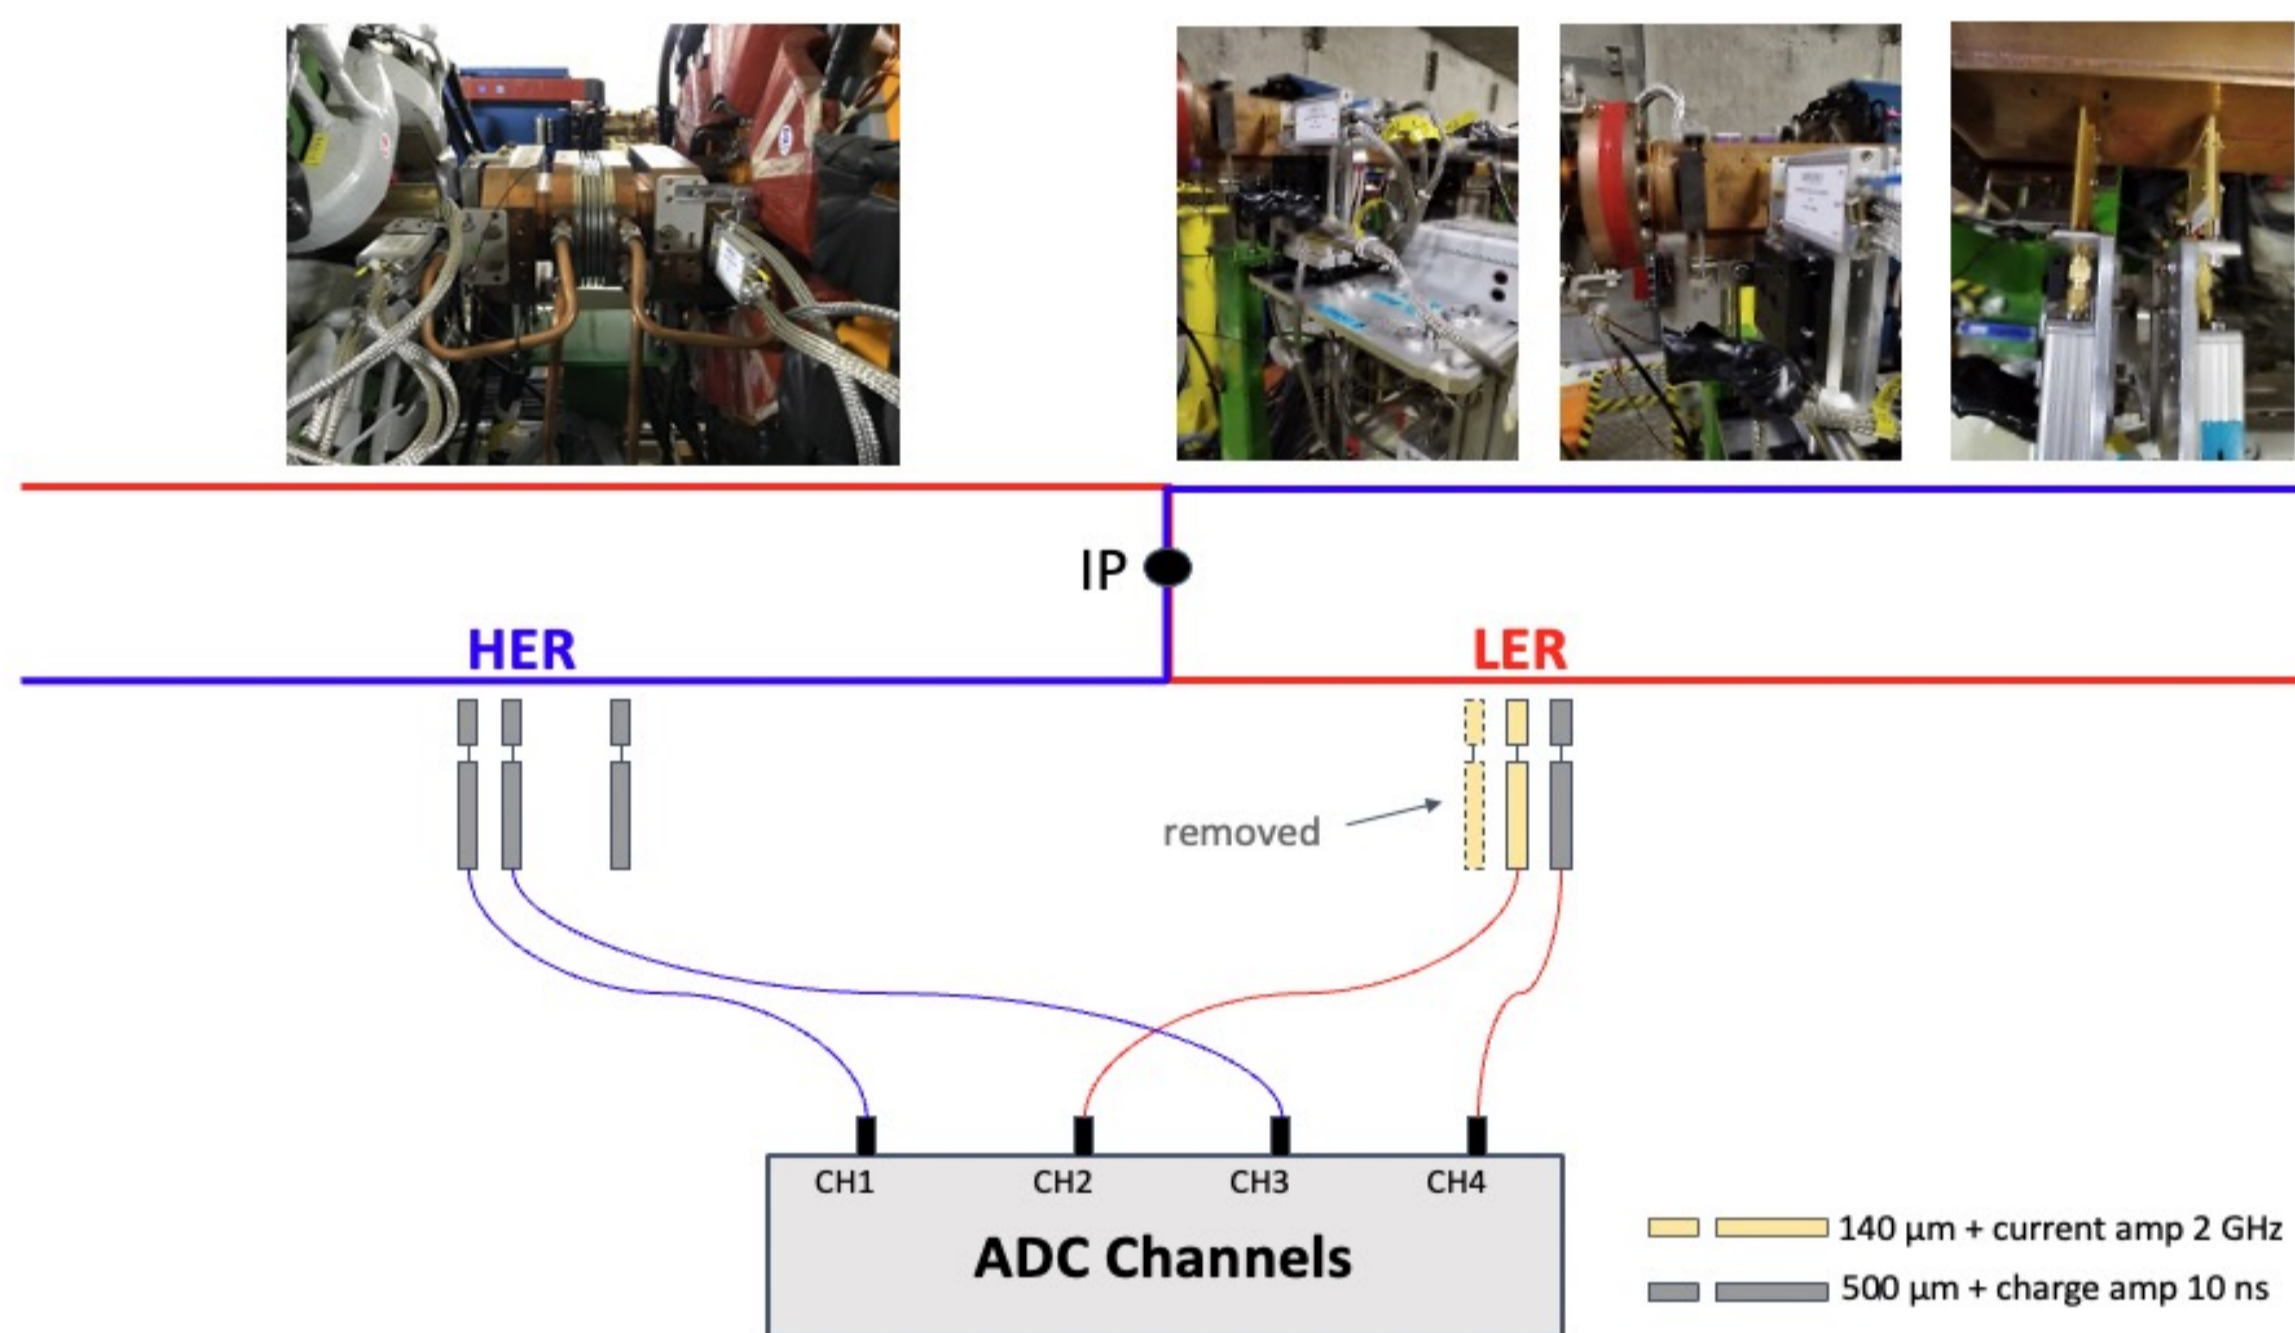 IP
HER
LER
removed
CH1
CH2
CH3
CH4
ADC Channels
140 µm + current amp 2 GHz
500 µm + charge amp 10 ns